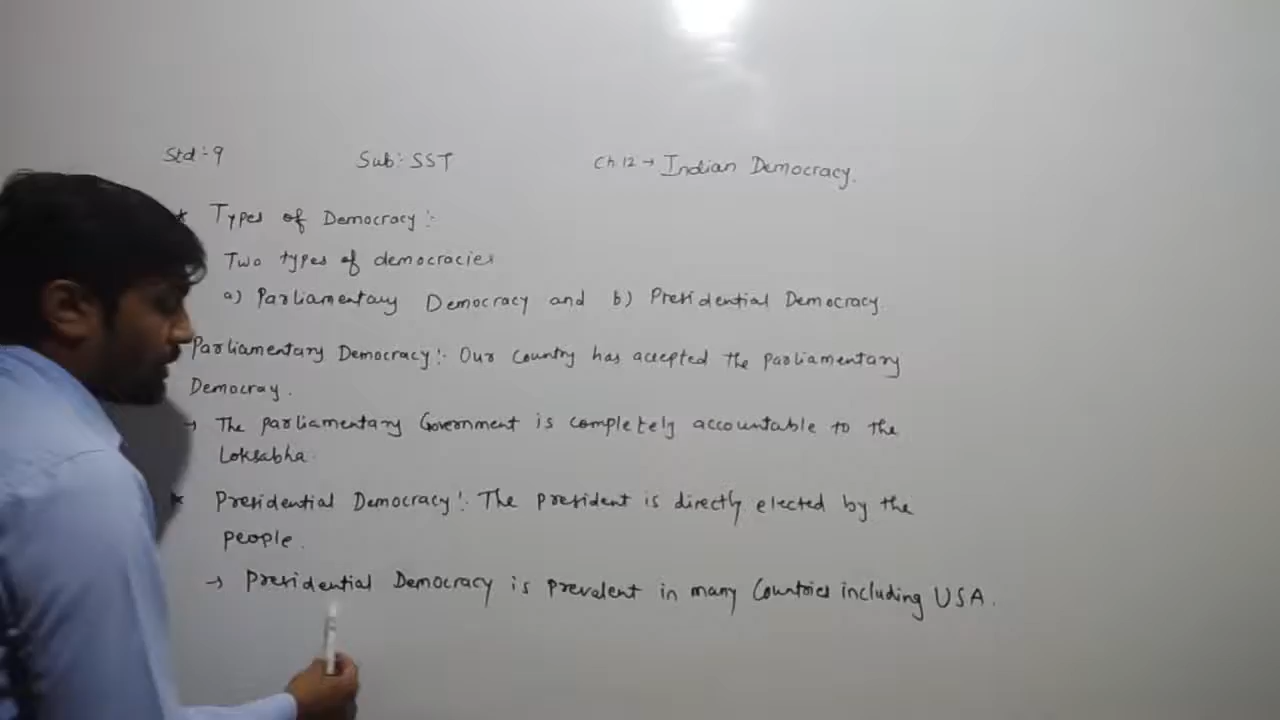 Std:-9 Sub:-SST Ch.12→ Indian Democracy.
* Types of Democracy:-
Two types of democracies
a) Parliamentary Democracy and b) Presidential Democracy.
Parliamentary Democracy:- Our Country has accepted the Parliamentary
Democray.
→ The Parliamentary Government is completely accountable to the
Loksabha.
* Presidential Democracy:- The president is directly elected by the
people.
→ Presidential Democracy is Prevalent in many Countries including USA.